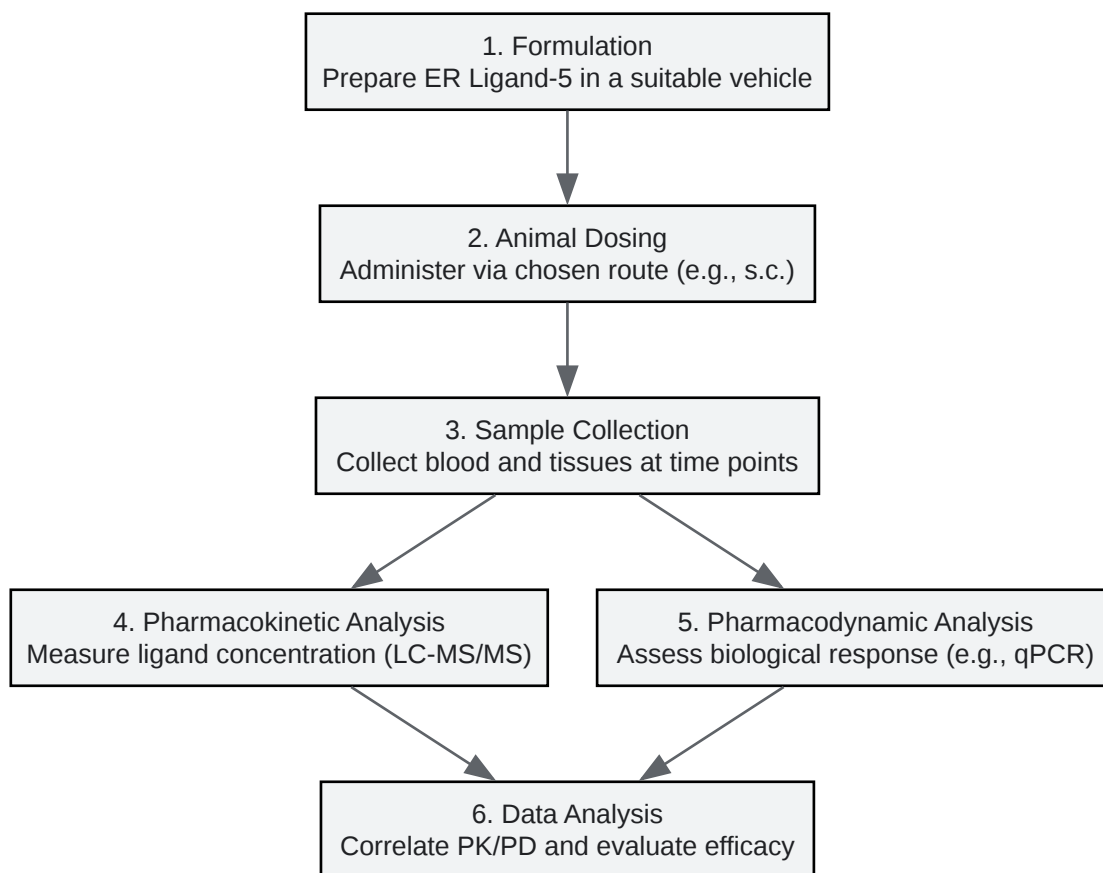 1. Formulation
Prepare ER Ligand-5 in a suitable vehicle
2. Animal Dosing
Administer via chosen route (e.g., s.c.)
3. Sample Collection
Collect blood and tissues at time points
4. Pharmacokinetic Analysis
Measure ligand concentration (LC-MS/MS)
5. Pharmacodynamic Analysis
Assess biological response (e.g., qPCR)
6. Data Analysis
Correlate PK/PD and evaluate efficacy